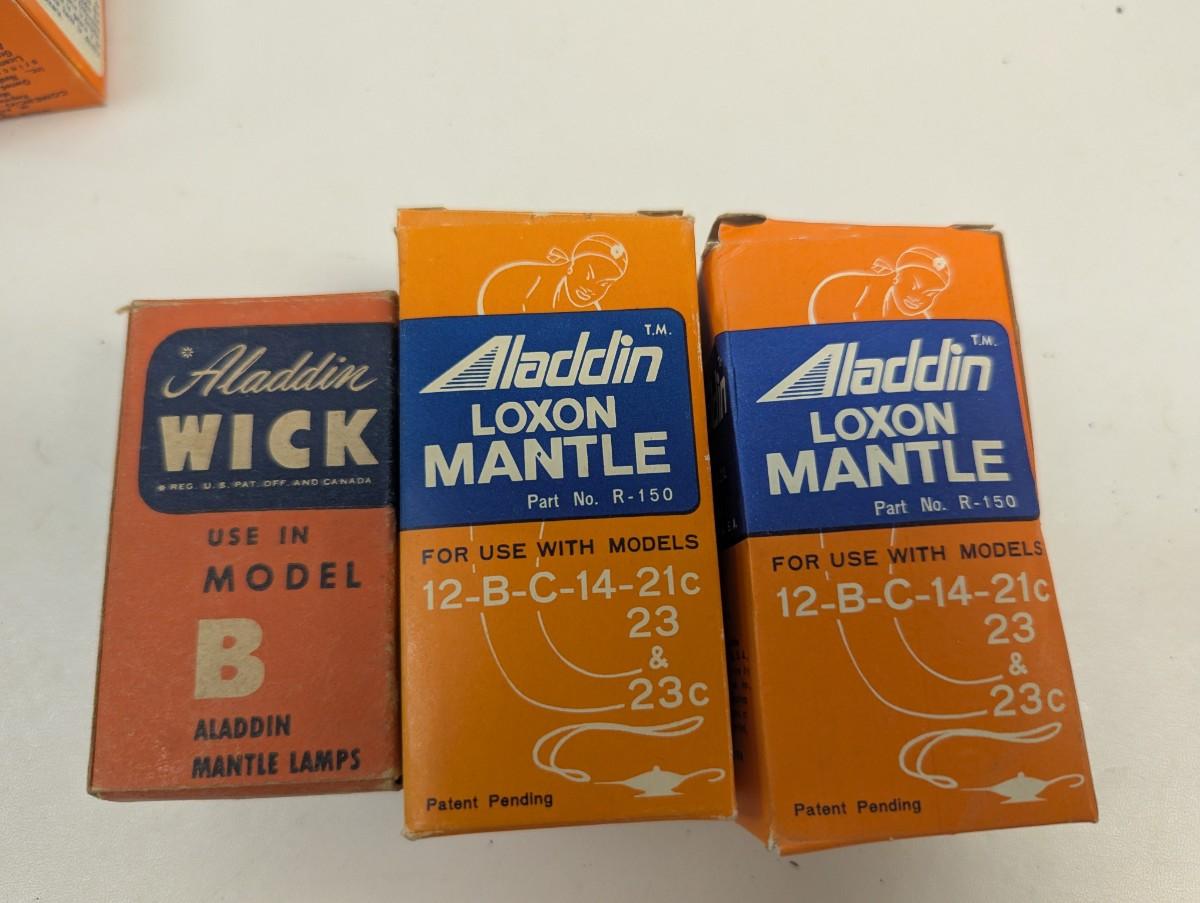 *Aladdin
WICK
* REG. U. S. PAT. OFF. AND CANADA
USE IN
MODEL
B
ALADDIN
MANTLE LAMPS
Aladdin T.M.
LOXON
MANTLE
Part No. R-150
FOR USE WITH MODELS
12-B-C-14-21c
23
&
23c
Patent Pending
Aladdin T.M.
LOXON
MANTLE
Part No. R-150
FOR USE WITH MODELS
12-B-C-14-21c
23
&
23c
Patent Pending